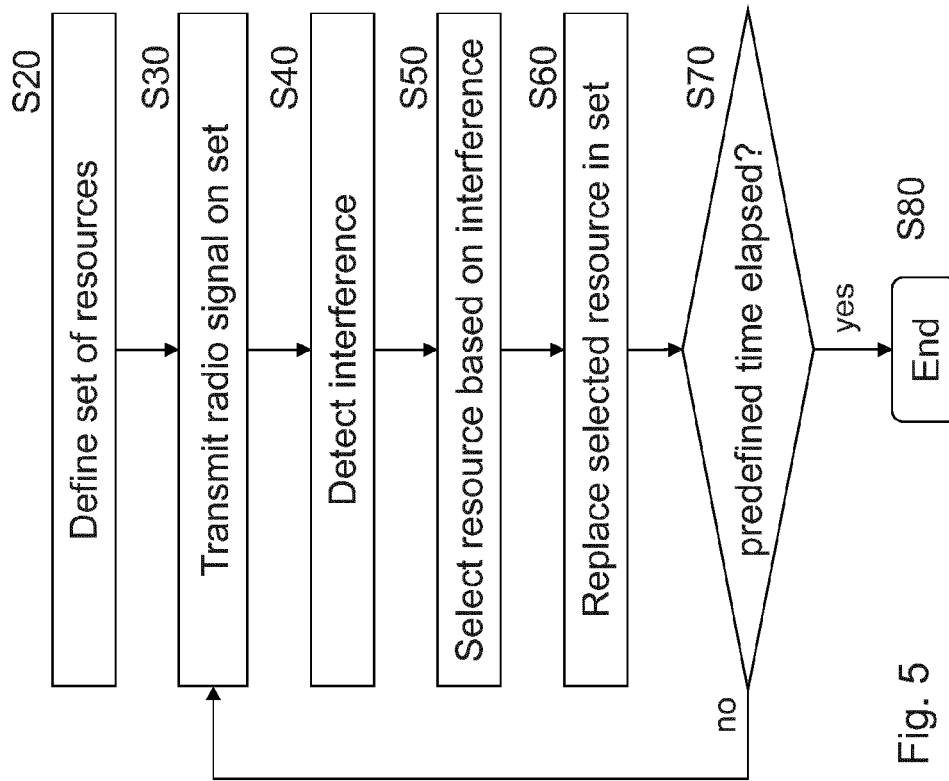 S20
Define set of resources
S30
Transmit radio signal on set
S40
Detect interference
S50
Select resource based on interference
S60
Replace selected resource in set
S70
predefined time elapsed?
no
yes
S80
End
Fig. 5